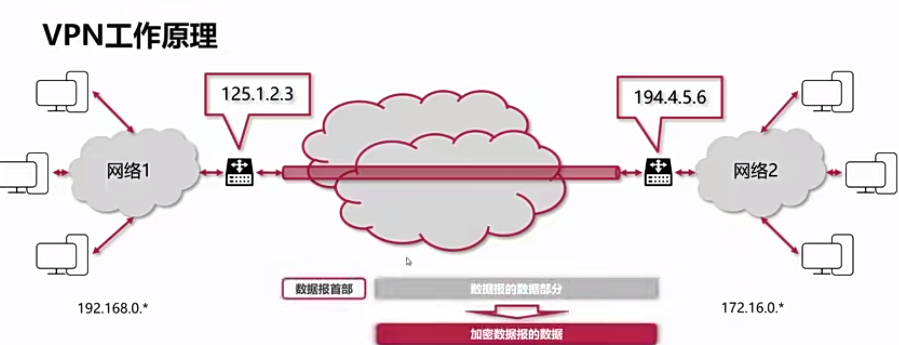 VPN工作原理
125.1.2.3
194.4.5.6
网络1
网络2
数据报首部
数据报的数据部分
192.168.0.*
172.16.0.*
加密数据报的数据